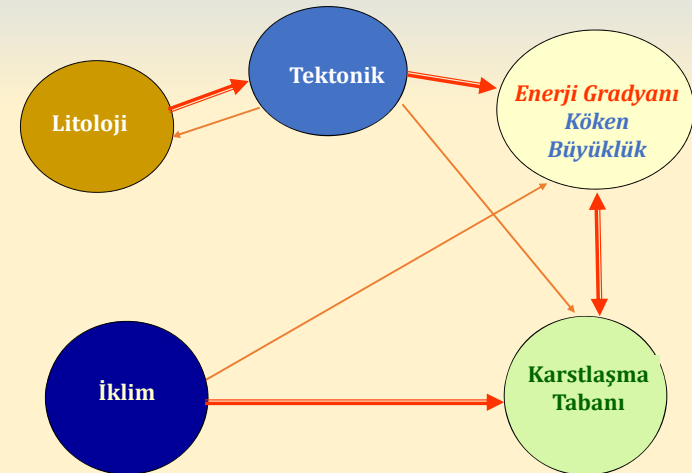 Litoloji
Tektonik
Enerji Gradyanı
Köken
Büyüklük
İklim
Karstlaşma
Tabanı